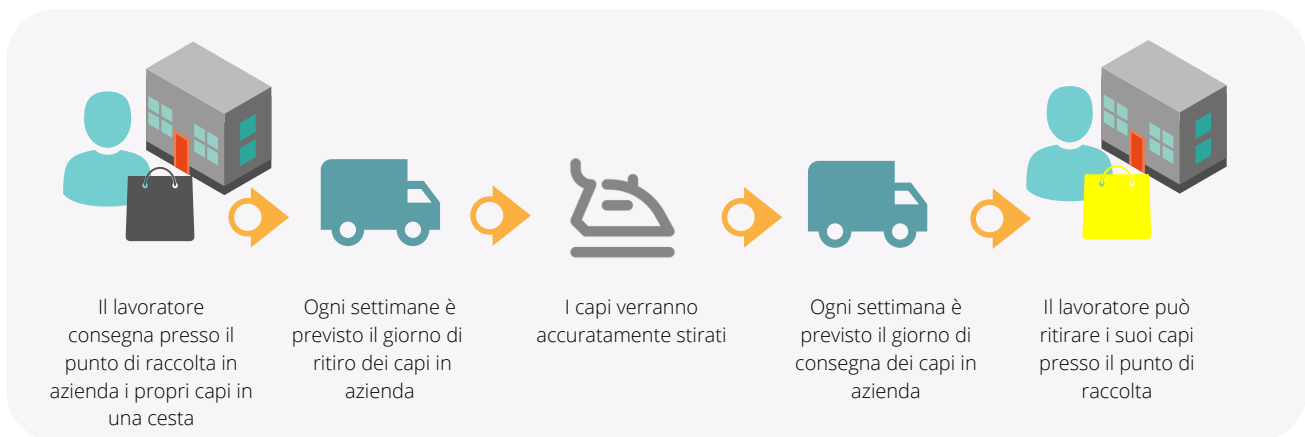 Il lavoratore
consegna presso il
punto di raccolta in
azienda i propri capi in
una cesta
Ogni settimane è
previsto il giorno di
ritiro dei capi in
azienda
I capi verranno
accuratamente stirati
Ogni settimana è
previsto il giorno di
consegna dei capi in
azienda
Il lavoratore può
ritirare i suoi capi
presso il punto di
raccolta